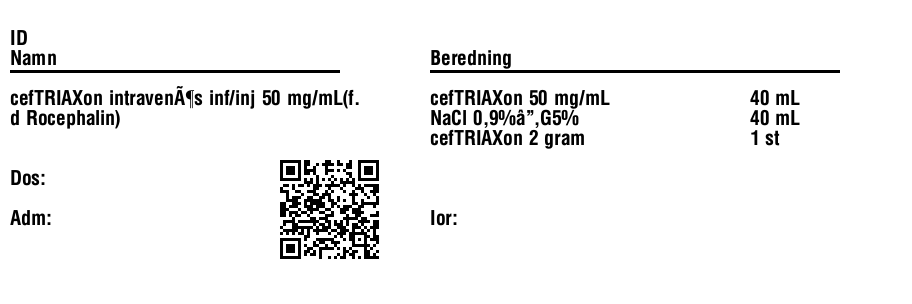 ID
Namn
Beredning
cefTRIAXon intravenÃ¶s inf/inj 50 mg/mL(f.
d Rocephalin)
cefTRIAXon 50 mg/mL 40 mL
NaCl 0,9%â”‚G5% 40 mL
cefTRIAXon 2 gram 1 st
Dos:
Adm:
Ior: